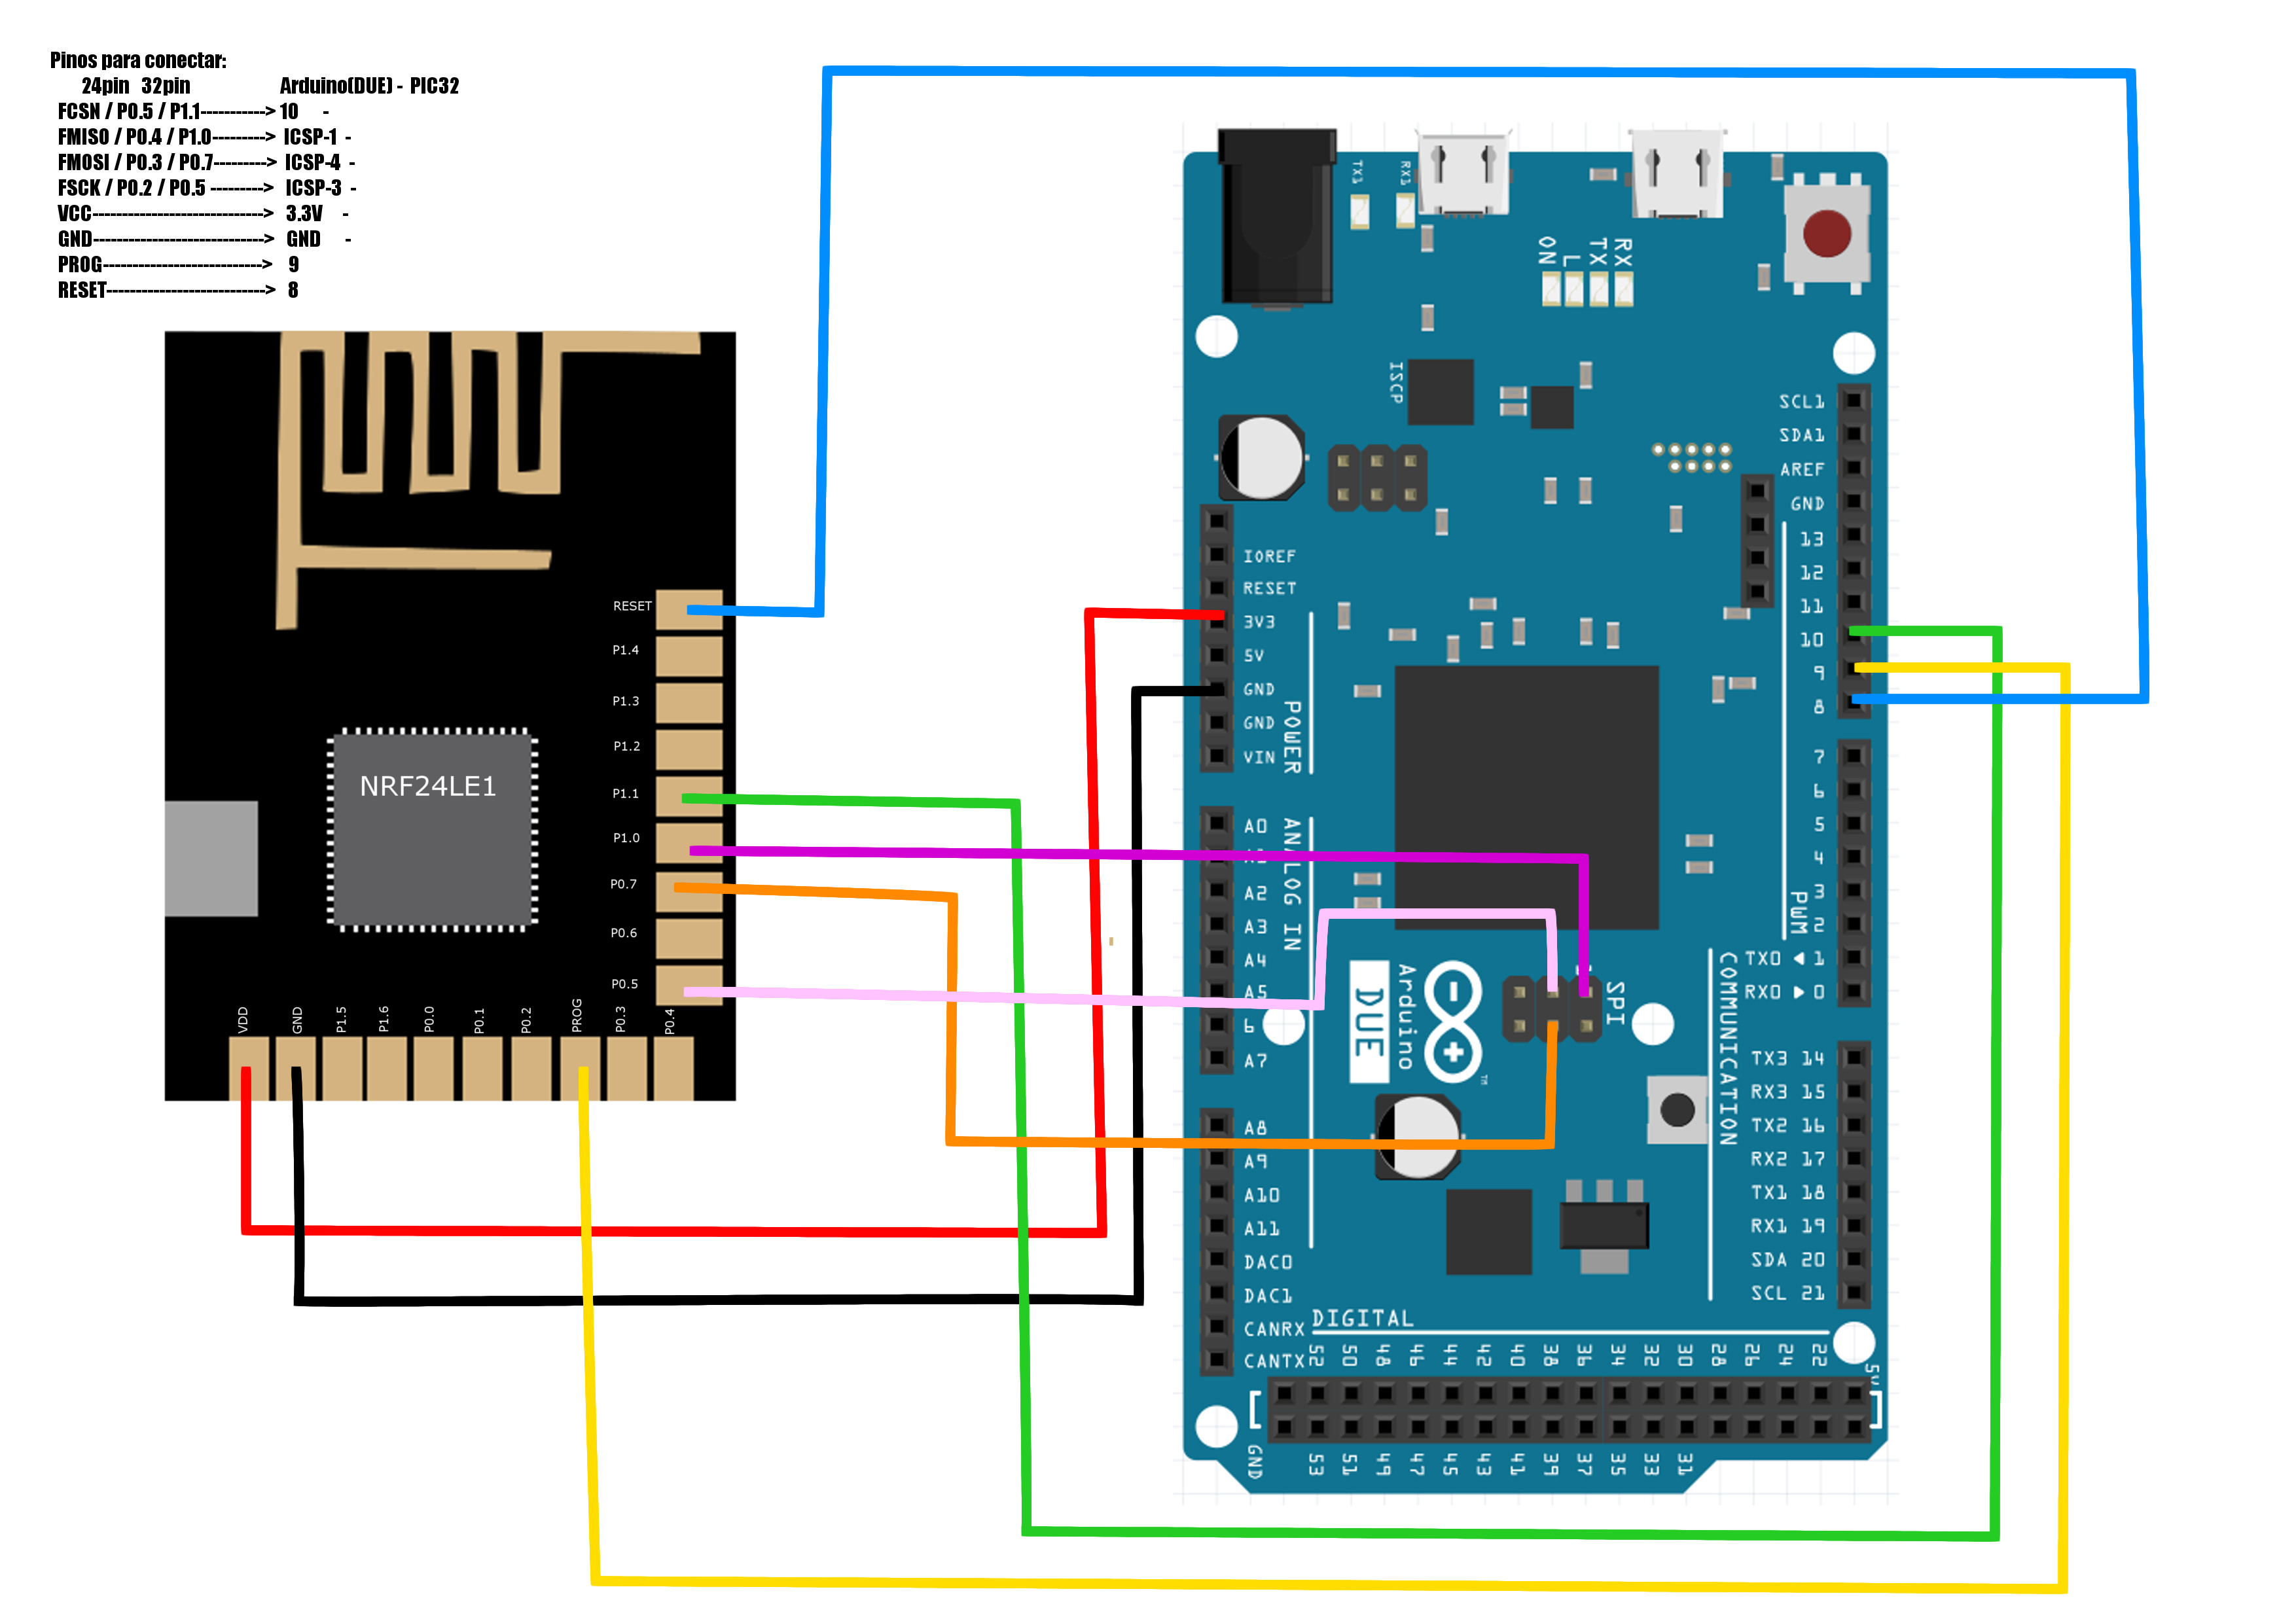 Pinos para conectar:
24pin 32pin Arduino(DUE) - PIC32
FCSN / P0.5 / P1.1-----------> 10 -
FMISO / P0.4 / P1.0---------> ICSP-1 -
FMOSI / P0.3 / P0.7---------> ICSP-4 -
FSCK / P0.2 / P0.5 ---------> ICSP-3 -
VCC-----------------------------> 3.3V -
GND-----------------------------> GND -
PROG---------------------------> 9
RESET---------------------------> 8
RESET
P1.4
P1.3
P1.2
P1.1
P1.0
P0.7
P0.6
P0.5
NRF24LE1
VDD
GND
P1.5
P1.6
P0.0
P0.1
P0.2
PROG
P0.3
P0.4
TX1
RX1
ON
L
TX
RX
ISCP
IOREF
RESET
3V3
5V
GND
GND
VIN
POWER
A0
A2
A3
A4
A5
6
A7
ANALOG IN
A8
A9
A10
A11
DAC0
DAC1
CANRX
CANTX
SCL1
SDA1
AREF
GND
13
12
11
10
9
8
7
6
5
4
3
2
PWM
TX0 ◄ 1
RX0 ► 0
TX3 14
RX3 15
TX2 16
RX2 17
TX1 18
RX1 19
SDA 20
SCL 21
COMMUNICATION
SPI
DUE
Arduino
TM
DIGITAL
52 50 48 46 44 42 40 38 36 34 32 30 28 26 24 22
GND
53 51 49 47 45 43 41 39 37 35 33 31